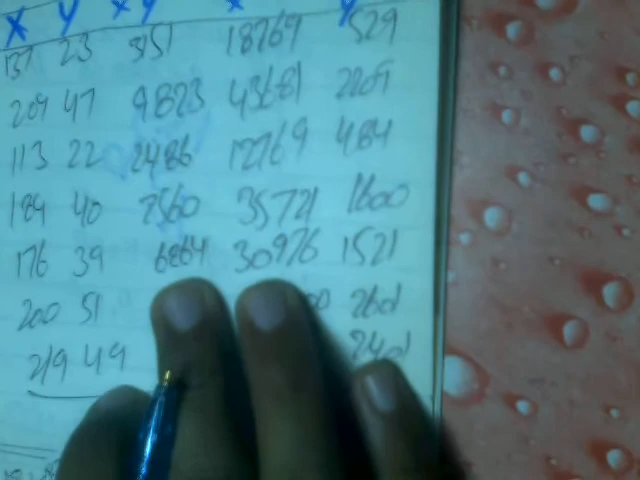 x y xy x y
137 23 3151 18769 529
209 47 9823 43681 2209
113 22 2486 12769 484
189 40 7560 35721 1600
176 39 6864 30976 1521
200 51 00 2601
219 49 2401